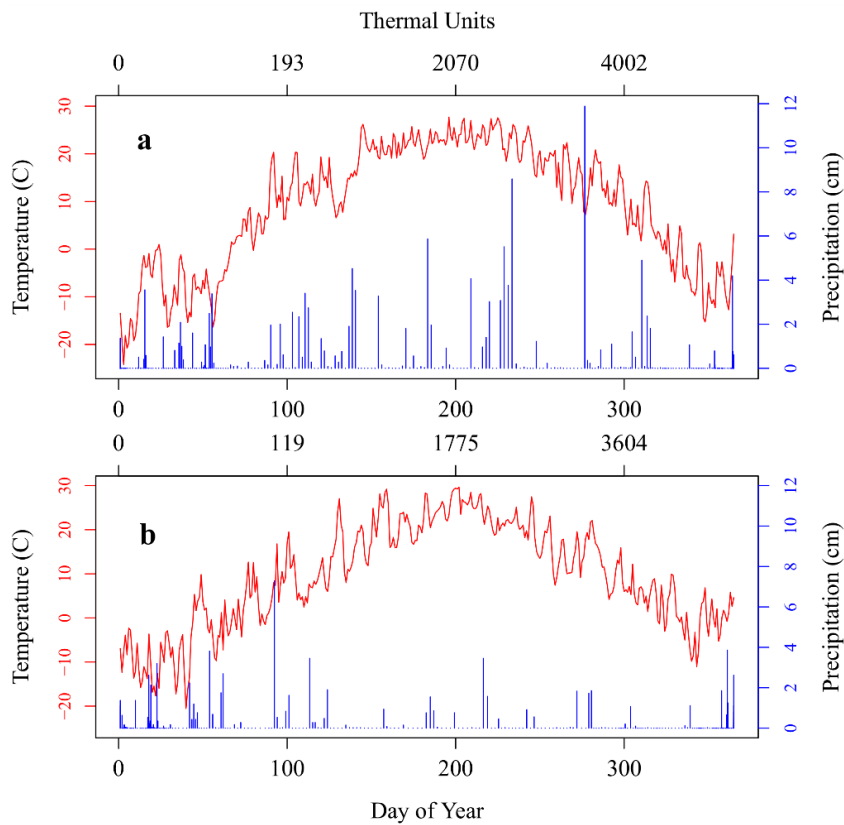 Thermal Units
0 193 2070 4002
a
Temperature (C)
30
20
10
0
−10
−20
12
10
8
6
4
2
0
Precipitation (cm)
0 100 200 300
0 119 1775 3604
b
Temperature (C)
30
20
10
0
−10
−20
12
10
8
6
4
2
0
Precipitation (cm)
0 100 200 300
Day of Year